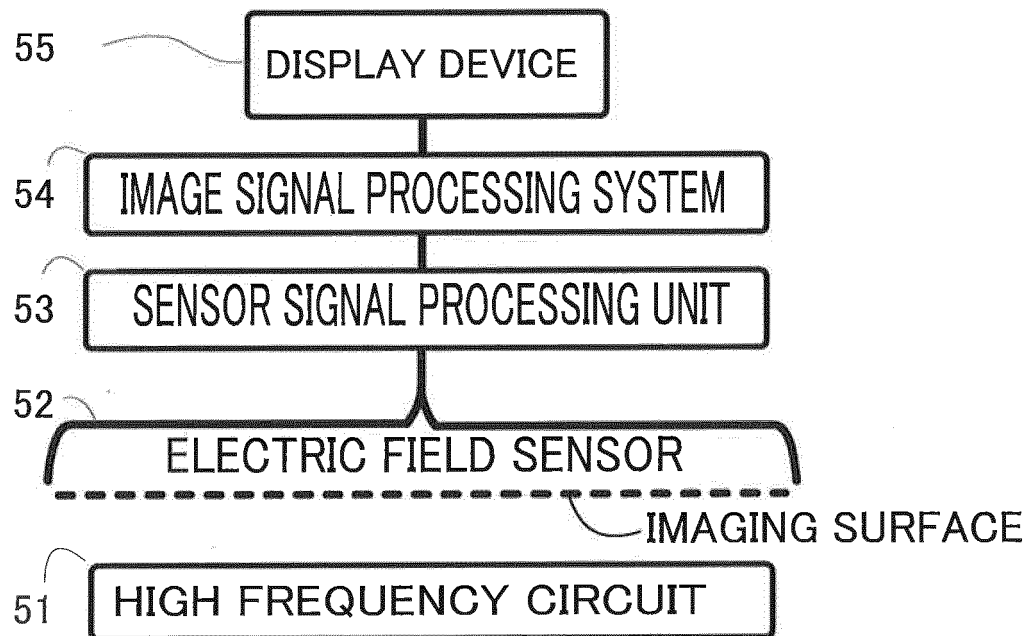 55
DISPLAY DEVICE
54
IMAGE SIGNAL PROCESSING SYSTEM
53
SENSOR SIGNAL PROCESSING UNIT
52
ELECTRIC FIELD SENSOR
IMAGING SURFACE
51
HIGH FREQUENCY CIRCUIT